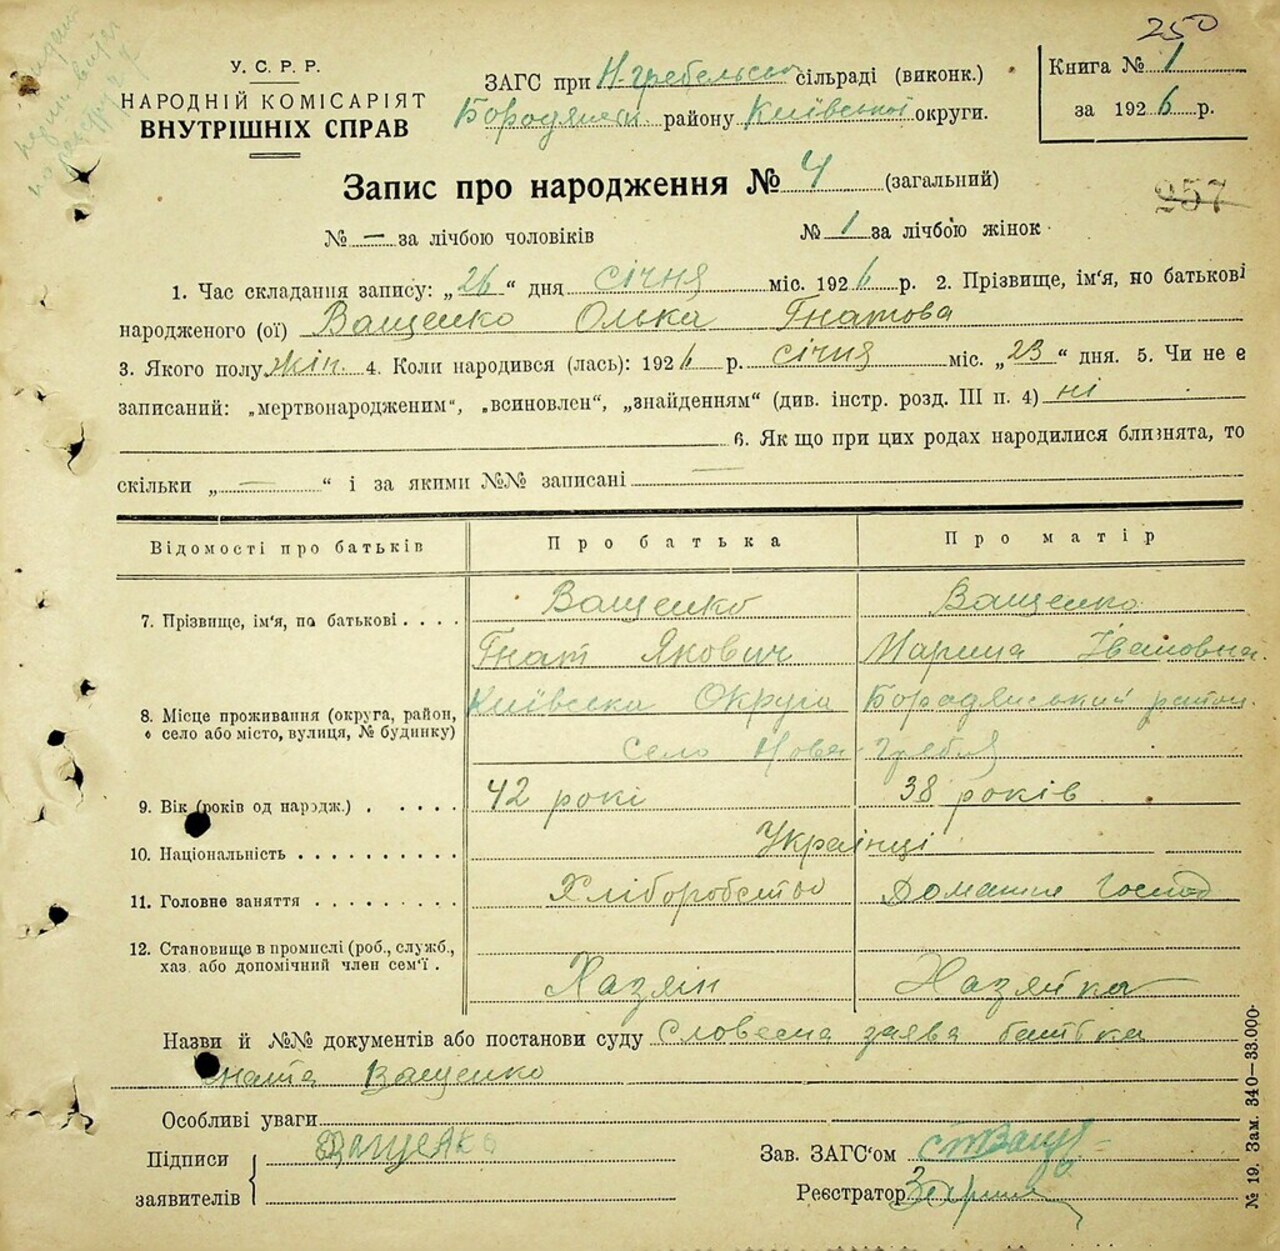 250
У. С. Р. Р.
НАРОДНІЙ КОМІСАРІЯТ
ВНУТРІШНІХ СПРАВ
ЗАГС при Н-Гребельсько сільраді (виконк.)
Бородянськ. району Київської округи.
Книга № 1
за 1926 р.
Запис про народження № 4 (загальний)
257
№ — за лічбою чоловіків № 1 за лічбою жінок
1. Час складання запису: „26“ дня січня міс. 1926 р. 2. Прізвище, ім'я, по батькові
народженого (ої) Ващенко Олька Гнатова
3. Якого полу жін. 4. Коли народився (лась): 1926 р. січня міс. „23“ дня. 5. Чи не є
записаний: „мертвонародженим“, „всиновлен“, „знайденням“ (див. інстр. розд. III п. 4) ні
6. Якщо при цих родах народилися близнята, то
скільки „—“ і за якими №№ записані —
Відомості про батьків Про батька Про матір
7. Прізвище, ім'я, по батькові . . . . Ващенко Ващенко
Гнат Якович Марина Івановна.
8. Місце проживання (округа, район, село або місто, вулиця, № будинку) Київська Округа Бородянський район.
Село Нова Гребля
9. Вік (років од народж.) . . . . . 42 рокі 38 років
10. Національність . . . . . . . . . . Українці
11. Головне заняття . . . . . . . . . Хліборобство Домашнє Господ
12. Становище в промислі (роб., служб.,
хаз. або допомічний член сем'ї . Хазяїн Хазяйка
Назви й №№ документів або постанови суду Словесна заява батька
Гната Ващенко
Особливі уваги
Підписи
заявителів
Ващенко
Зав. ЗАГС'ом
Реєстратор
№ 19. Зам. 340—33.000.